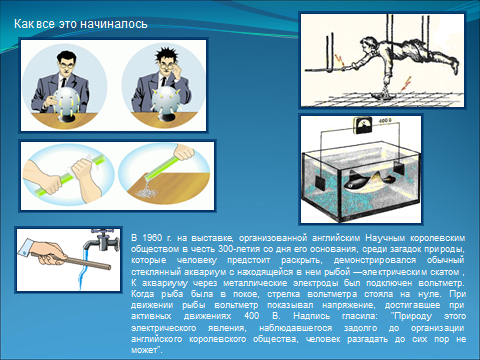 Как все это начиналось
400 В
В 1960 г. на выставке, организованной английским Научным королевским
обществом в честь 300-летия со дня его основания, среди загадок природы,
которые человеку предстоит раскрыть, демонстрировался обычный
стеклянный аквариум с находящейся в нем рыбой —электрическим скатом ,
К аквариуму через металлические электроды был подключен вольтметр.
Когда рыба была в покое, стрелка вольтметра стояла на нуле. При
движении рыбы вольтметр показывал напряжение, достигавшее при
активных движениях 400 В. Надпись гласила: "Природу этого
электрического явления, наблюдавшегося задолго до организации
английского королевского общества, человек разгадать до сих пор не
может".